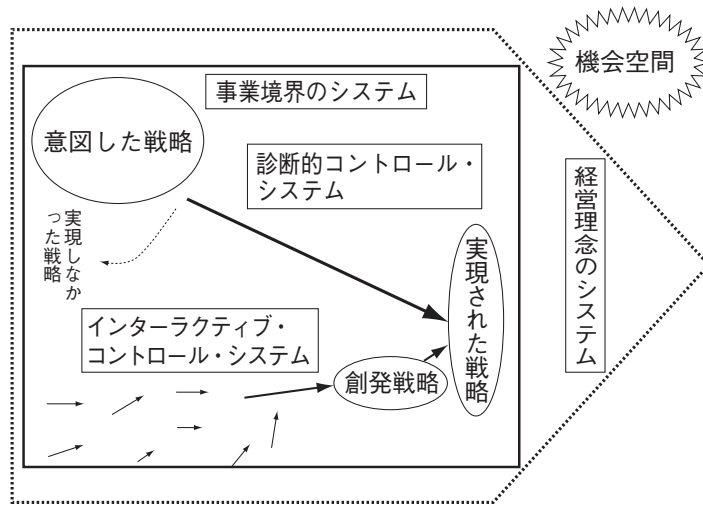 機会空間
事業境界のシステム
意図した戦略
診断的コントロール・
システム
経営理念のシステム
実現しなか
った戦略
実現された戦略
インターラクティブ・
コントロール・システム
創発戦略